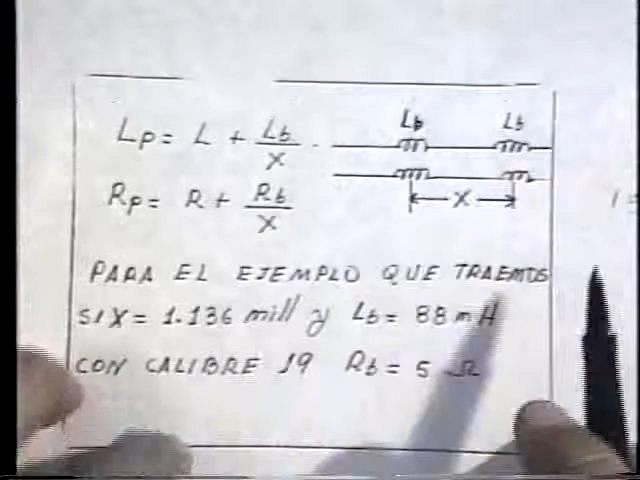 Lb Lb
Lp = L + Lb/X
Rp = R + Rb/X
X
PARA EL EJEMPLO QUE TRAEMOS
SI X = 1.136 mill y Lb = 88 mH
CON CALIBRE 19 Rb = 5 Ω